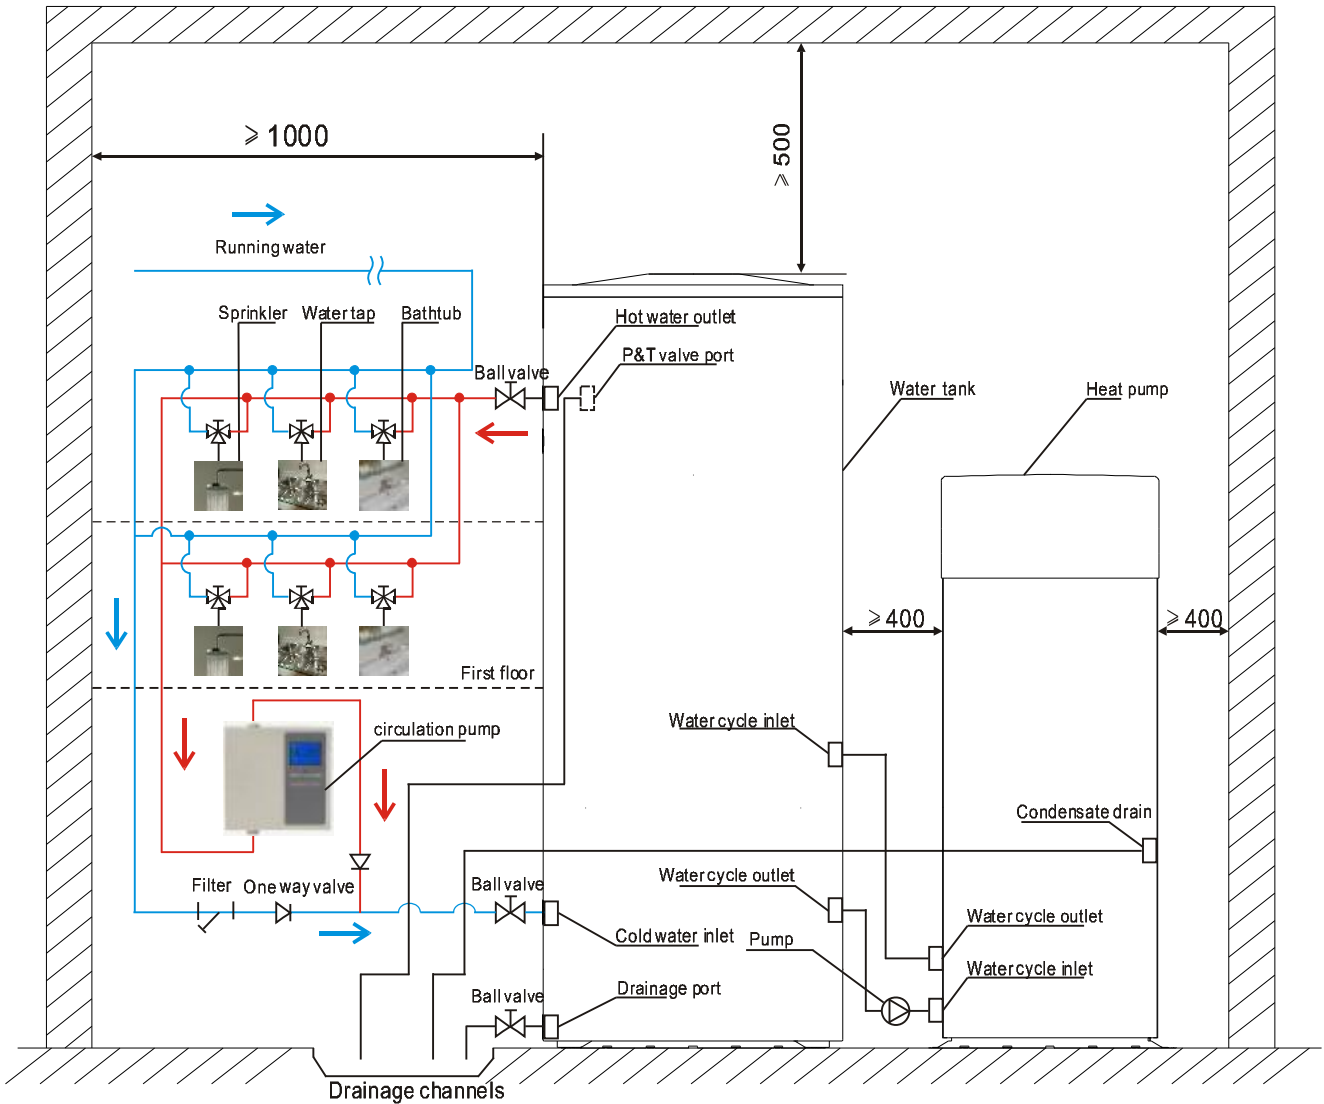 ⩾ 1000
⩾ 500
Running water
Sprinkler
Water tap
Bathtub
Hot water outlet
P&T valve port
Ball valve
Water tank
Heat pump
⩾ 400
⩾ 400
First floor
Water cycle inlet
circulation pump
Condensate drain
Water cycle outlet
Filter
One way valve
Ball valve
Cold water inlet
Pump
Water cycle outlet
Water cycle inlet
Drainage port
Ball valve
Drainage channels